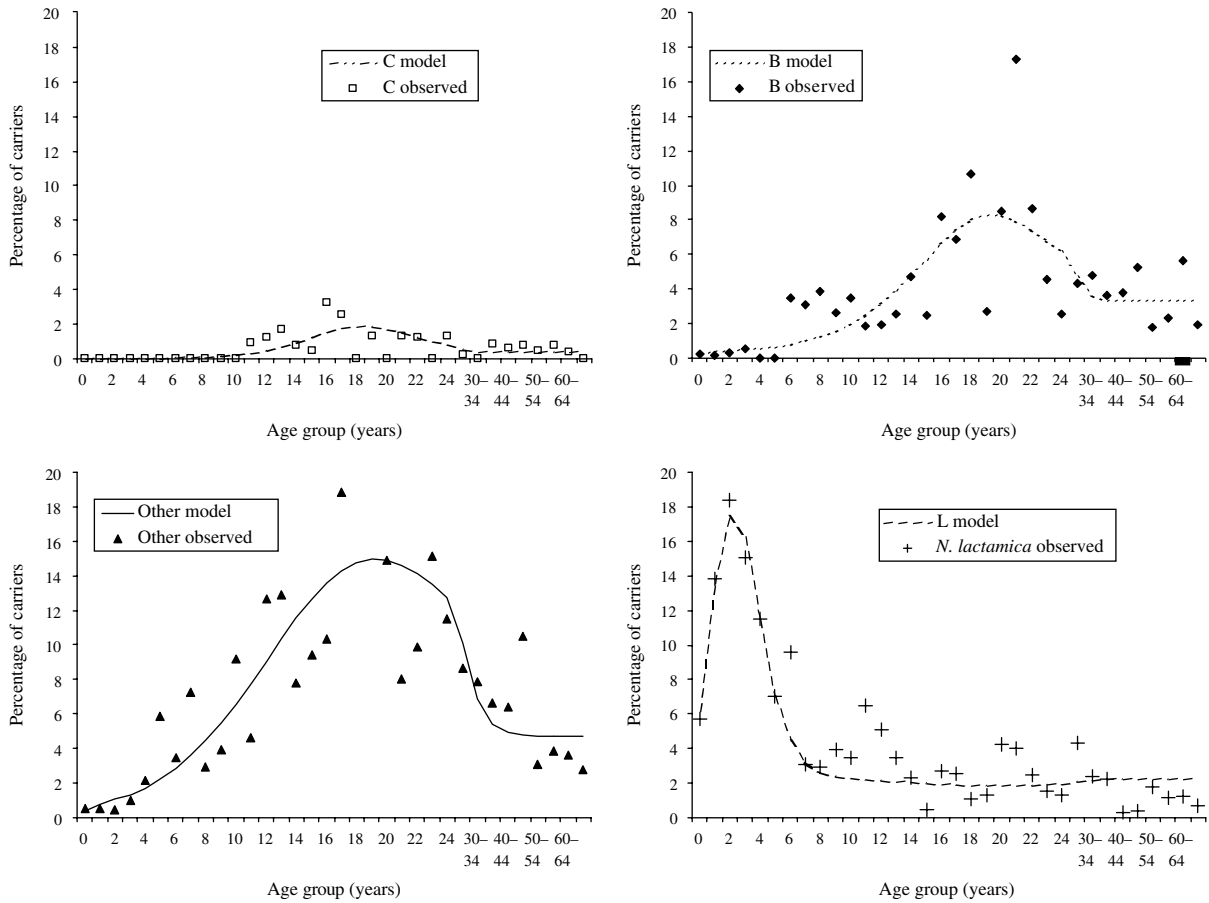 20
18
16
14
12
10
8
6
4
2
0
Percentage of carriers
C model
C observed
0 2 4 6 8 10 12 14 16 18 20 20 24 30– 40– 50– 60–
34 44 54 64
Age group (years)
20
18
16
14
12
10
8
6
4
2
0
Percentage of carriers
B model
B observed
0 2 4 6 8 10 12 14 16 18 20 22 24 30– 40– 50– 60–
34 44 54 64
Age group (years)
20
18
16
14
12
10
8
6
4
2
0
Percentage of carriers
Other model
Other observed
0 2 4 6 8 10 12 14 16 18 20 22 24 30– 40– 50– 60–
34 44 54 64
Age group (years)
20
18
16
14
12
10
8
6
4
2
0
Percentage of carriers
L model
N. lactamica observed
0 2 4 6 8 10 12 14 16 18 20 22 24 30– 40– 50– 60–
34 44 54 64
Age group (years)